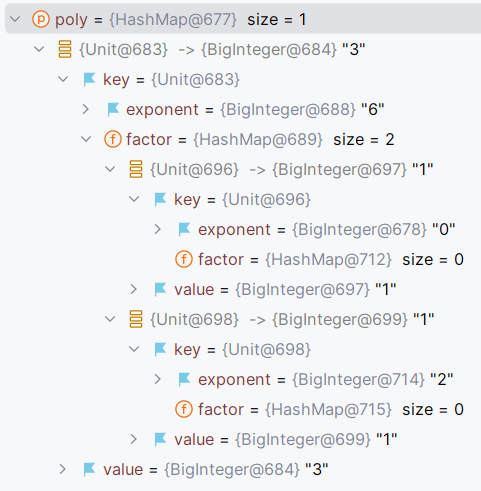 p poly = {HashMap@677} size = 1
{Unit@683} -> {BigInteger@684} "3"
key = {Unit@683}
exponent = {BigInteger@688} "6"
f factor = {HashMap@689} size = 2
{Unit@696} -> {BigInteger@697} "1"
key = {Unit@696}
exponent = {BigInteger@678} "0"
f factor = {HashMap@712} size = 0
value = {BigInteger@697} "1"
{Unit@698} -> {BigInteger@699} "1"
key = {Unit@698}
exponent = {BigInteger@714} "2"
f factor = {HashMap@715} size = 0
value = {BigInteger@699} "1"
value = {BigInteger@684} "3"